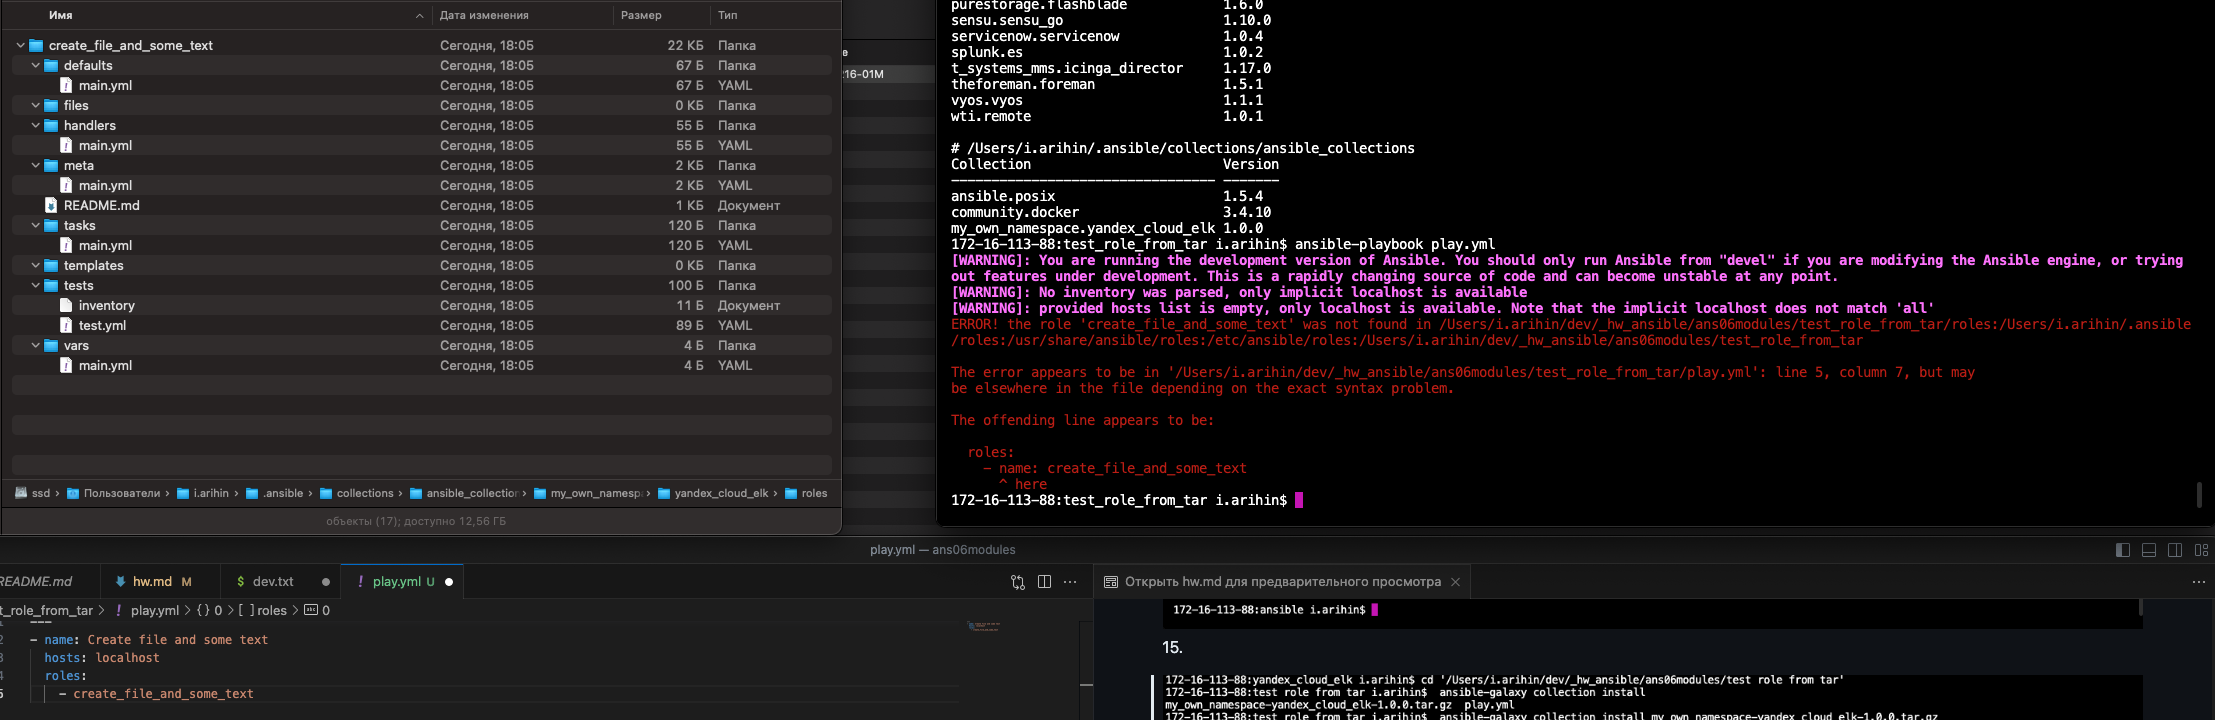 Имя Дата изменения Размер Тип
create_file_and_some_text Сегодня, 18:05 22 КБ Папка
defaults Сегодня, 18:05 67 Б Папка
main.yml Сегодня, 18:05 67 Б YAML
files Сегодня, 18:05 0 КБ Папка
handlers Сегодня, 18:05 55 Б Папка
main.yml Сегодня, 18:05 55 Б YAML
meta Сегодня, 18:05 2 КБ Папка
main.yml Сегодня, 18:05 2 КБ YAML
README.md Сегодня, 18:05 1 КБ Документ
tasks Сегодня, 18:05 120 Б Папка
main.yml Сегодня, 18:05 120 Б YAML
templates Сегодня, 18:05 0 КБ Папка
tests Сегодня, 18:05 100 Б Папка
inventory Сегодня, 18:05 11 Б Документ
test.yml Сегодня, 18:05 89 Б YAML
vars Сегодня, 18:05 4 Б Папка
main.yml Сегодня, 18:05 4 Б YAML
ssd › Пользователи › i.arihin › .ansible › collections › ansible_collection › my_own_namesp › yandex_cloud_elk › roles
объекты (17); доступно 12,56 ГБ
e
216-01M
purestorage.flashblade 1.6.0
sensu.sensu_go 1.10.0
servicenow.servicenow 1.0.4
splunk.es 1.0.2
t_systems_mms.icinga_director 1.17.0
theforeman.foreman 1.5.1
vyos.vyos 1.1.1
wti.remote 1.0.1
# /Users/i.arihin/.ansible/collections/ansible_collections
Collection Version
--------------------------------- -------
ansible.posix 1.5.4
community.docker 3.4.10
my_own_namespace.yandex_cloud_elk 1.0.0
172-16-113-88:test_role_from_tar i.arihin$ ansible-playbook play.yml
[WARNING]: You are running the development version of Ansible. You should only run Ansible from "devel" if you are modifying the Ansible engine, or trying
out features under development. This is a rapidly changing source of code and can become unstable at any point.
[WARNING]: No inventory was parsed, only implicit localhost is available
[WARNING]: provided hosts list is empty, only localhost is available. Note that the implicit localhost does not match 'all'
ERROR! the role 'create_file_and_some_text' was not found in /Users/i.arihin/dev/_hw_ansible/ans06modules/test_role_from_tar/roles:/Users/i.arihin/.ansible
/roles:/usr/share/ansible/roles:/etc/ansible/roles:/Users/i.arihin/dev/_hw_ansible/ans06modules/test_role_from_tar
The error appears to be in '/Users/i.arihin/dev/_hw_ansible/ans06modules/test_role_from_tar/play.yml': line 5, column 7, but may
be elsewhere in the file depending on the exact syntax problem.
The offending line appears to be:
roles:
- name: create_file_and_some_text
^ here
172-16-113-88:test_role_from_tar i.arihin$
play.yml — ans06modules
README.md hw.md M dev.txt play.yml U
t_role_from_tar > ! play.yml > {} 0 > [ ] roles > abc 0
---
2 - name: Create file and some text
3 hosts: localhost
4 roles:
5 - create_file_and_some_text
Открыть hw.md для предварительного просмотра
172-16-113-88:ansible i.arihin$
15.
172-16-113-88:yandex_cloud_elk i.arihin$ cd '/Users/i.arihin/dev/_hw_ansible/ans06modules/test_role_from_tar'
172-16-113-88:test_role_from_tar i.arihin$ ansible-galaxy collection install
my_own_namespace-yandex_cloud_elk-1.0.0.tar.gz play.yml
172-16-113-88:test_role_from_tar i.arihin$ ansible-galaxy collection install my_own_namespace-yandex_cloud_elk-1.0.0.tar.gz